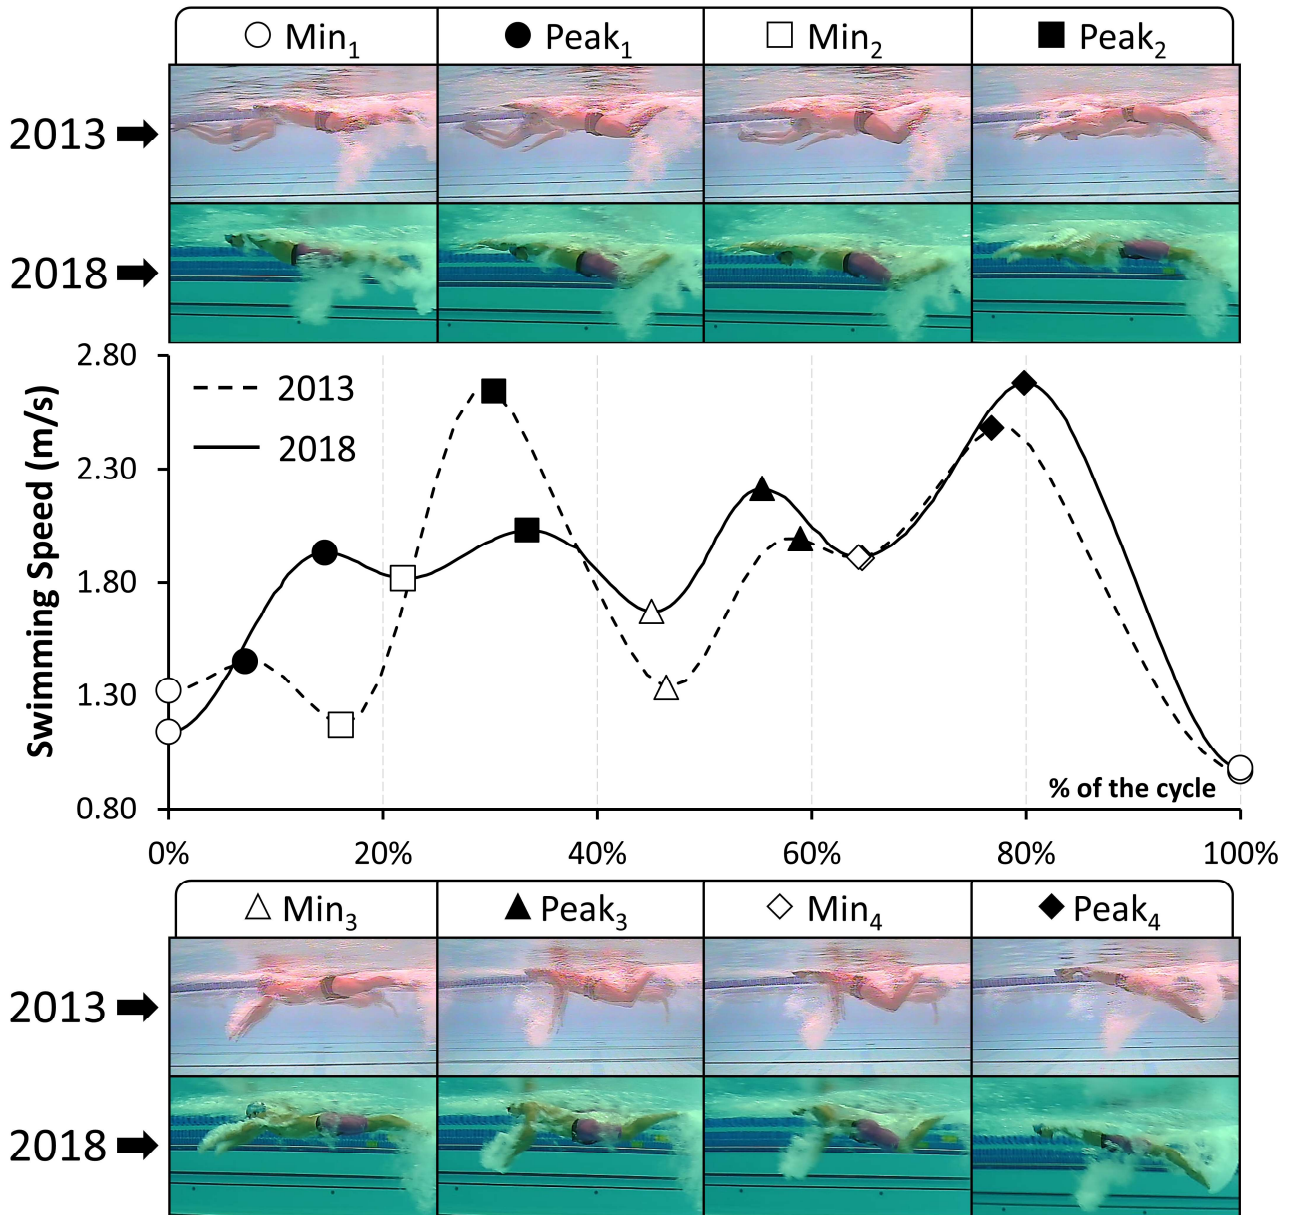 ○ Min₁ ● Peak₁ □ Min₂ ■ Peak₂
2013
2018
2.80
2.30
1.80
1.30
0.80
Swimming Speed (m/s)
2013
2018
% of the cycle
0% 20% 40% 60% 80% 100%
△ Min₃ ▲ Peak₃ ◇ Min₄ ◆ Peak₄
2013
2018